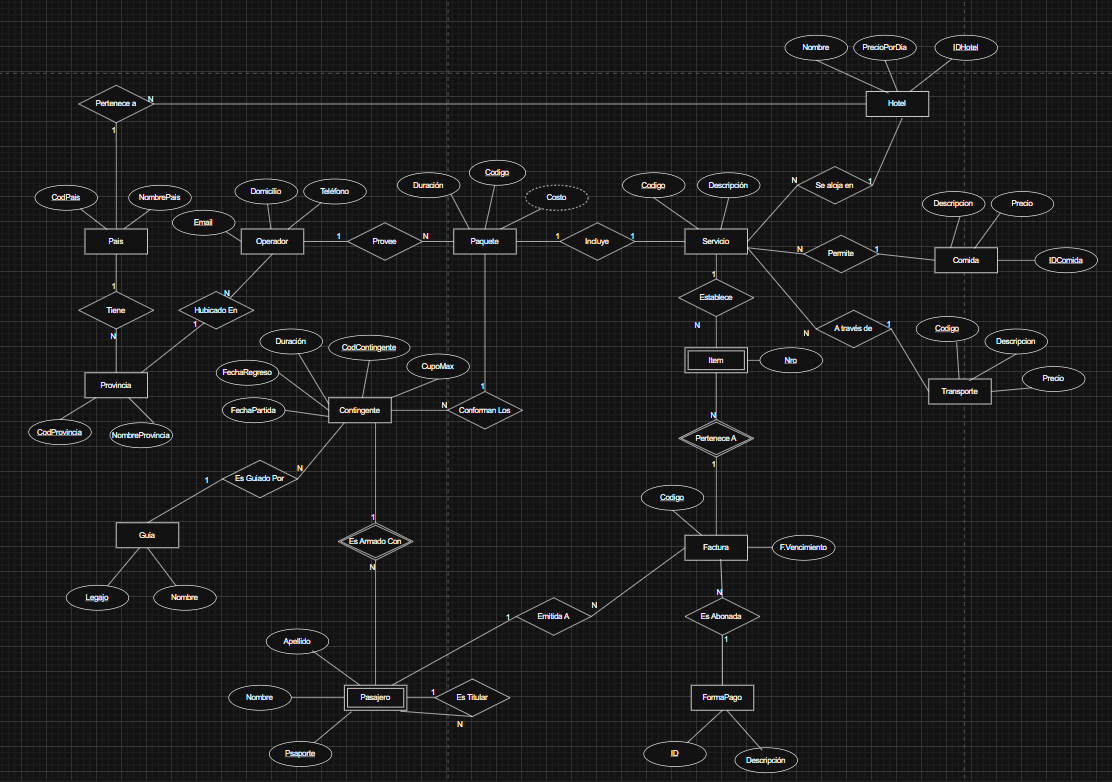 Nombre
PrecioPorDia
IDHotel
Pertenece a
N
Hotel
1
Se aloja en
N
1
CodPais
NombrePais
Domicilio
Teléfono
Email
Duración
Codigo
Costo
Codigo
Descripción
Descripcion
Precio
Pais
Operador
1
Provee
N
Paquete
1
Incluye
1
Servicio
N
Permite
1
Comida
IDComida
1
Tiene
N
N
Hubicado En
1
1
Establece
N
N
A través de
1
Codigo
Descripcion
Precio
Transporte
Duración
CodContingente
CupoMax
FechaRegreso
FechaPartida
Contingente
N
1
Conforman Los
Item
Nro
Provincia
CodProvincia
NombreProvincia
N
Pertenece A
1
1
Es Guiado Por
N
Guia
Legajo
Nombre
1
Es Armado Con
N
Codigo
Factura
F.Vencimiento
1
Emitida A
N
N
Es Abonada
1
Apellido
Nombre
Psaporte
Pasajero
1
Es Titular
N
FormaPago
ID
Descripción